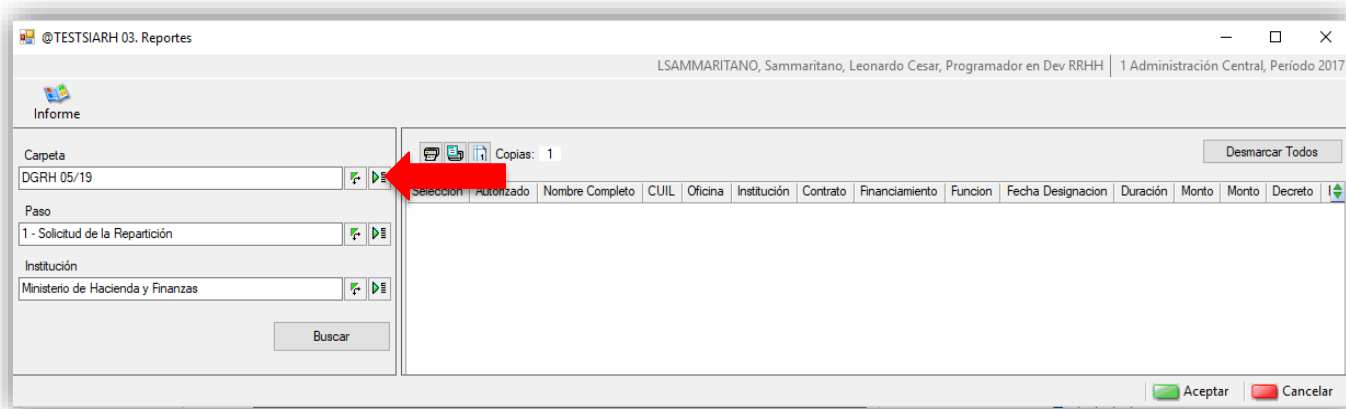 @TESTSIARH 03. Reportes
LSAMMARITANO, Sammaritano, Leonardo Cesar, Programador en Dev RRHH 1 Administración Central, Período 2017
Informe
Carpeta
DGRH 05/19
Paso
1 - Solicitud de la Repartición
Institución
Ministerio de Hacienda y Finanzas
Buscar
Copias: 1
Desmarcar Todos
Selección Autorizado Nombre Completo CUIL Oficina Institución Contrato Financiamiento Funcion Fecha Designacion Duración Monto Monto Decreto
Aceptar Cancelar